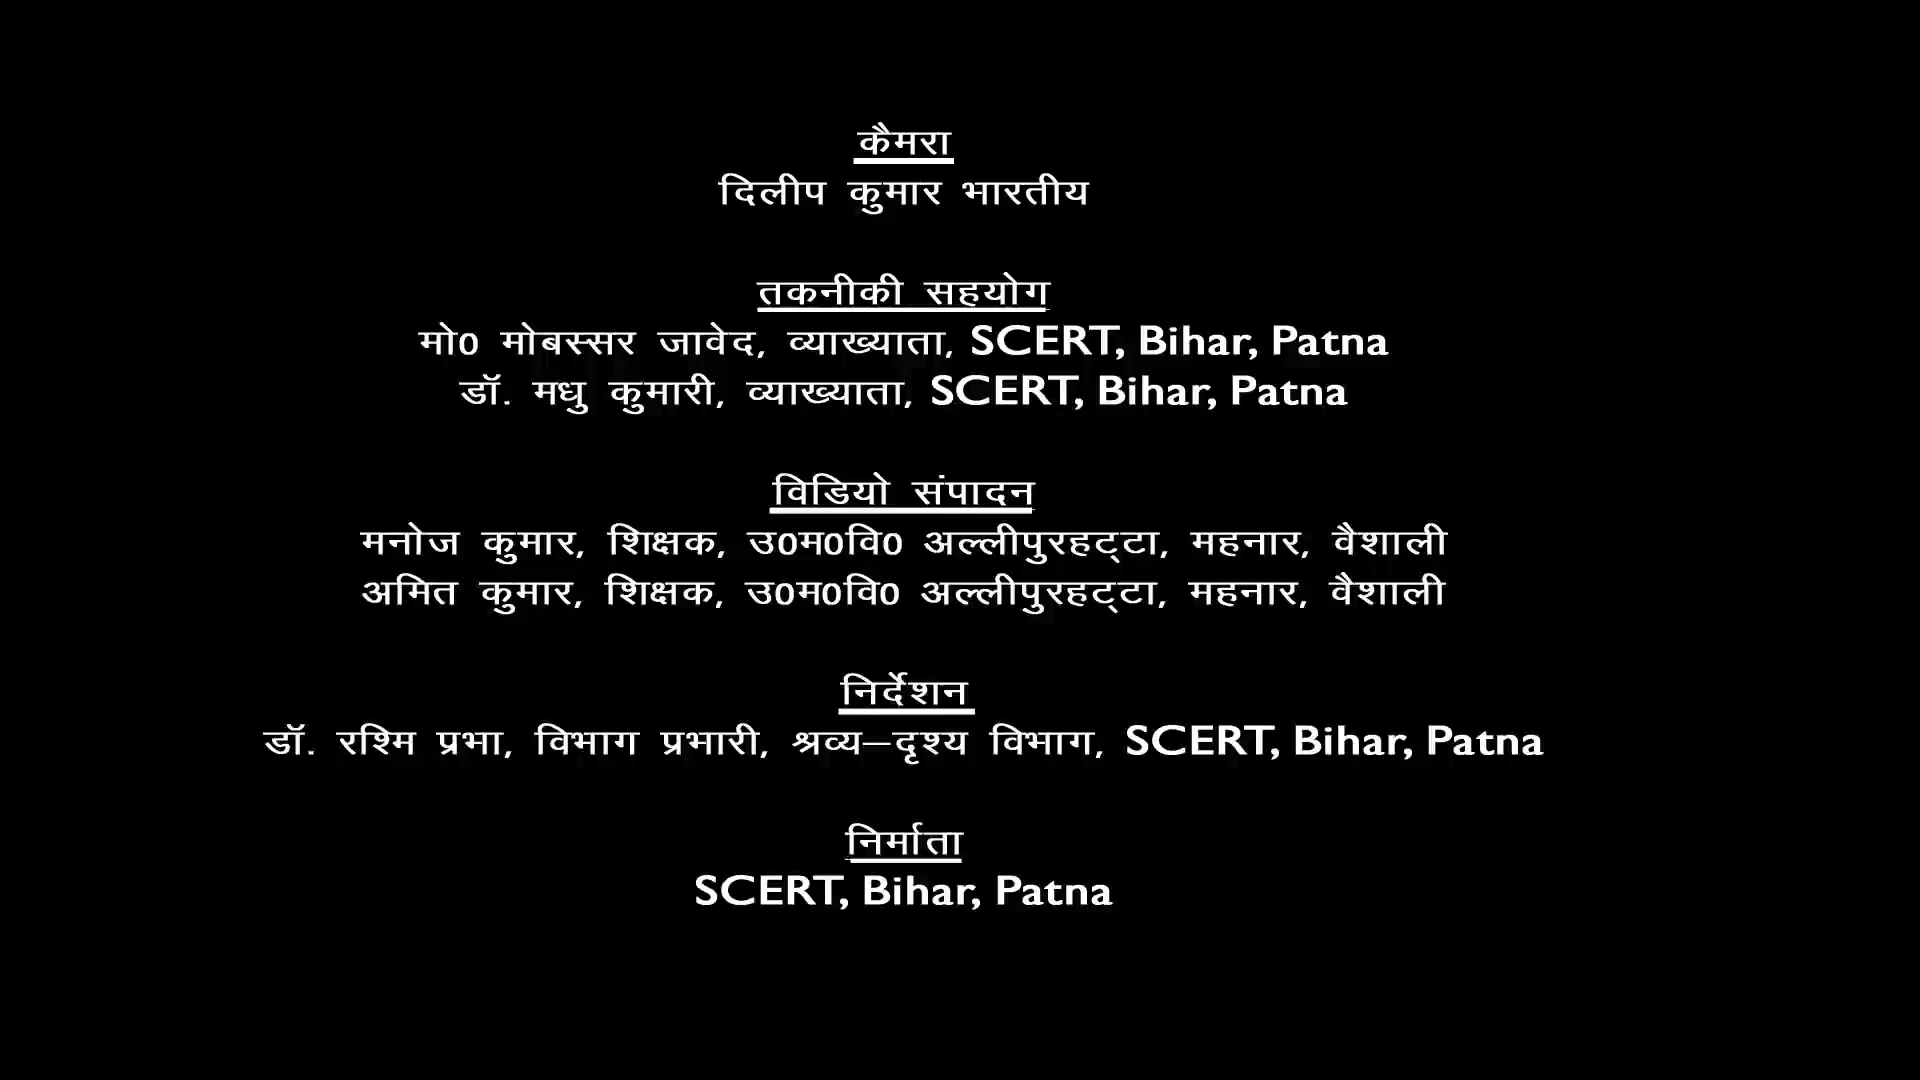 कैमरा
दिलीप कुमार भारतीय
तकनीकी सहयोग
मो0 मोबस्सर जावेद, व्याख्याता, SCERT, Bihar, Patna
डॉ. मधु कुमारी, व्याख्याता, SCERT, Bihar, Patna
विडियो संपादन
मनोज कुमार, शिक्षक, उ0म0वि0 अल्लीपुरहट्टा, महनार, वैशाली
अमित कुमार, शिक्षक, उ0म0वि0 अल्लीपुरहट्टा, महनार, वैशाली
निर्देशन
डॉ. रश्मि प्रभा, विभाग प्रभारी, श्रव्य–दृश्य विभाग, SCERT, Bihar, Patna
निर्माता
SCERT, Bihar, Patna